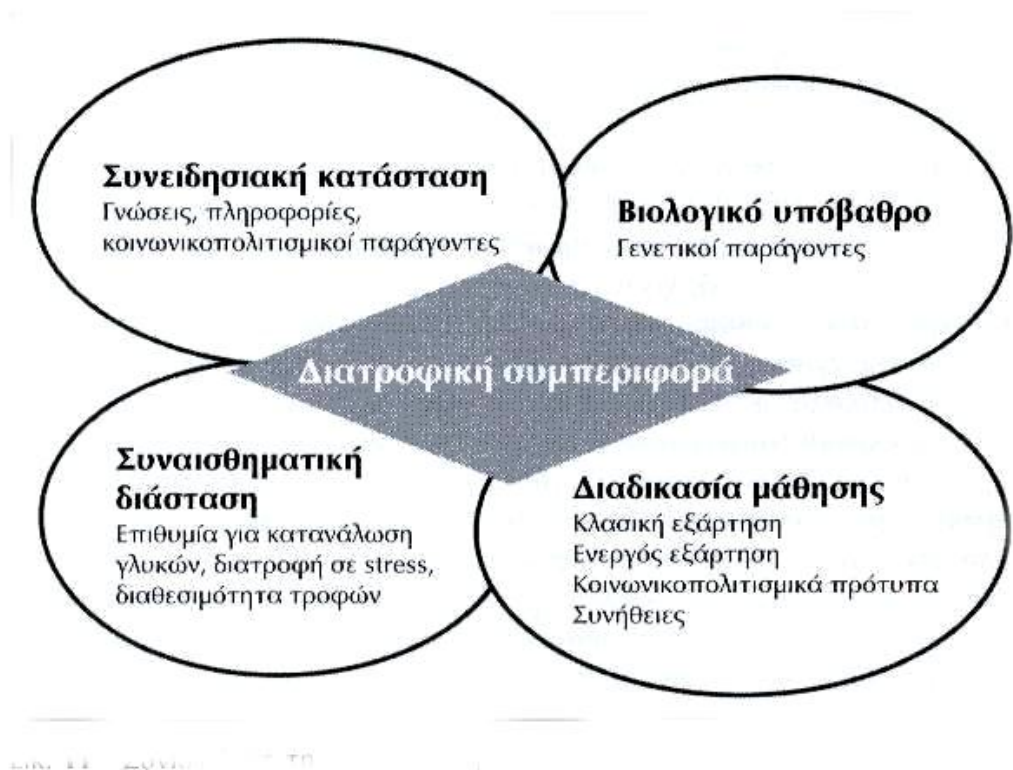 Συνειδησιακή κατάσταση
Γνώσεις, πληροφορίες,
κοινωνικοπολιτισμικοί παράγοντες
Βιολογικό υπόβαθρο
Γενετικοί παράγοντες
Διατροφική συμπεριφορά
Συναισθηματική
διάσταση
Επιθυμία για κατανάλωση
γλυκών, διατροφή σε stress,
διαθεσιμότητα τροφών
Διαδικασία μάθησης
Κλασική εξάρτηση
Ενεργός εξάρτηση
Κοινωνικοπολιτισμικά πρότυπα
Συνήθειες